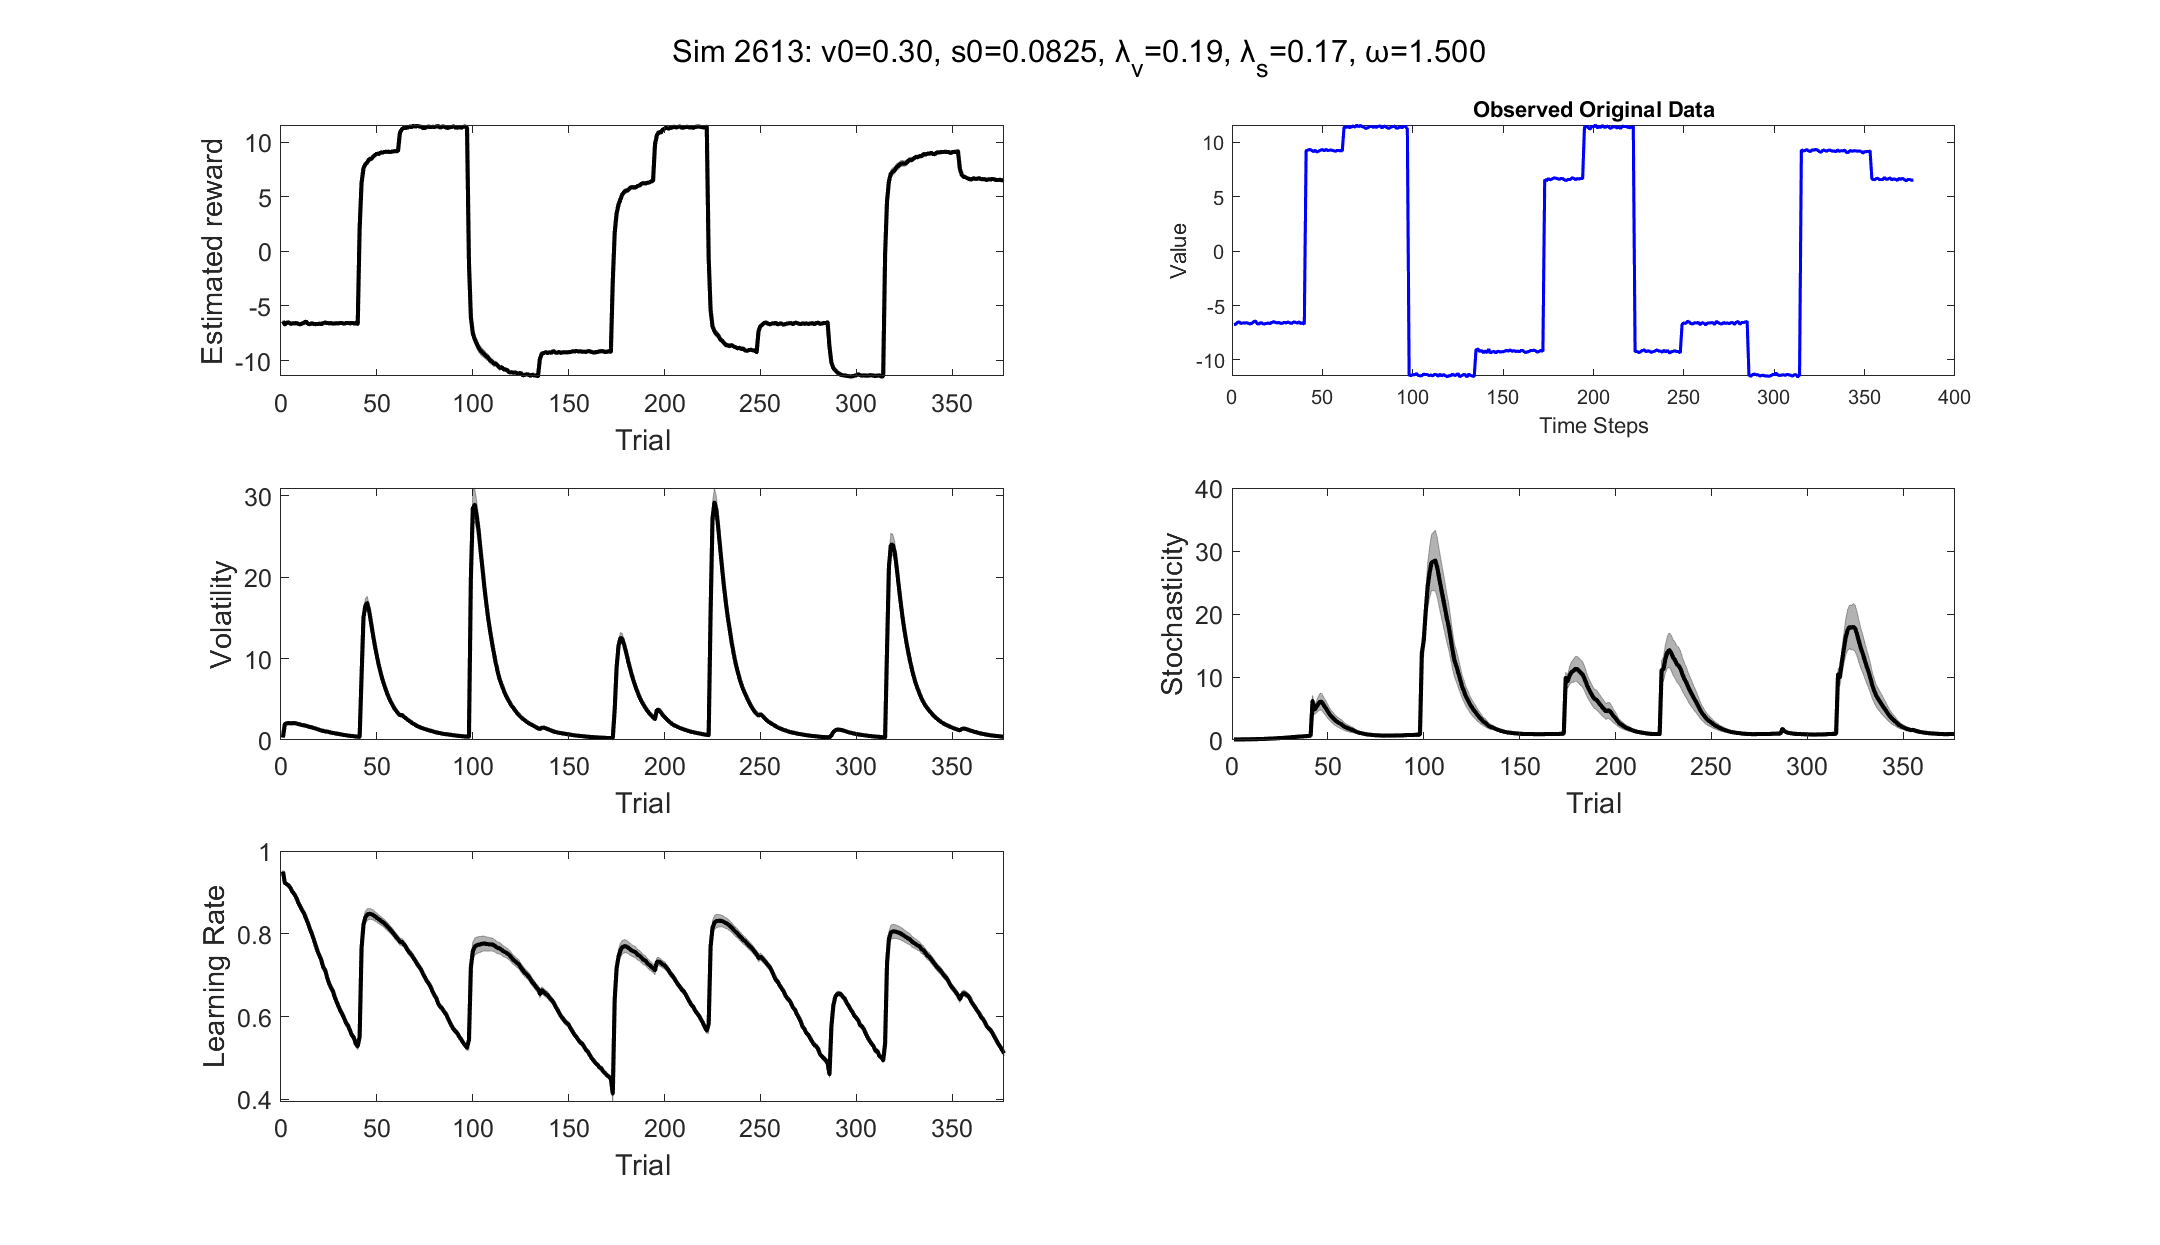 Sim 2613: v0=0.30, s0=0.0825, λ_v=0.19, λ_s=0.17, ω=1.500
10
5
0
-5
-10
Estimated reward
0 50 100 150 200 250 300 350
Trial
Observed Original Data
10
5
0
-5
-10
Value
0 50 100 150 200 250 300 350 400
Time Steps
30
20
10
0
Volatility
0 50 100 150 200 250 300 350
Trial
40
30
20
10
0
Stochasticity
0 50 100 150 200 250 300 350
Trial
1
0.8
0.6
0.4
Learning Rate
0 50 100 150 200 250 300 350
Trial